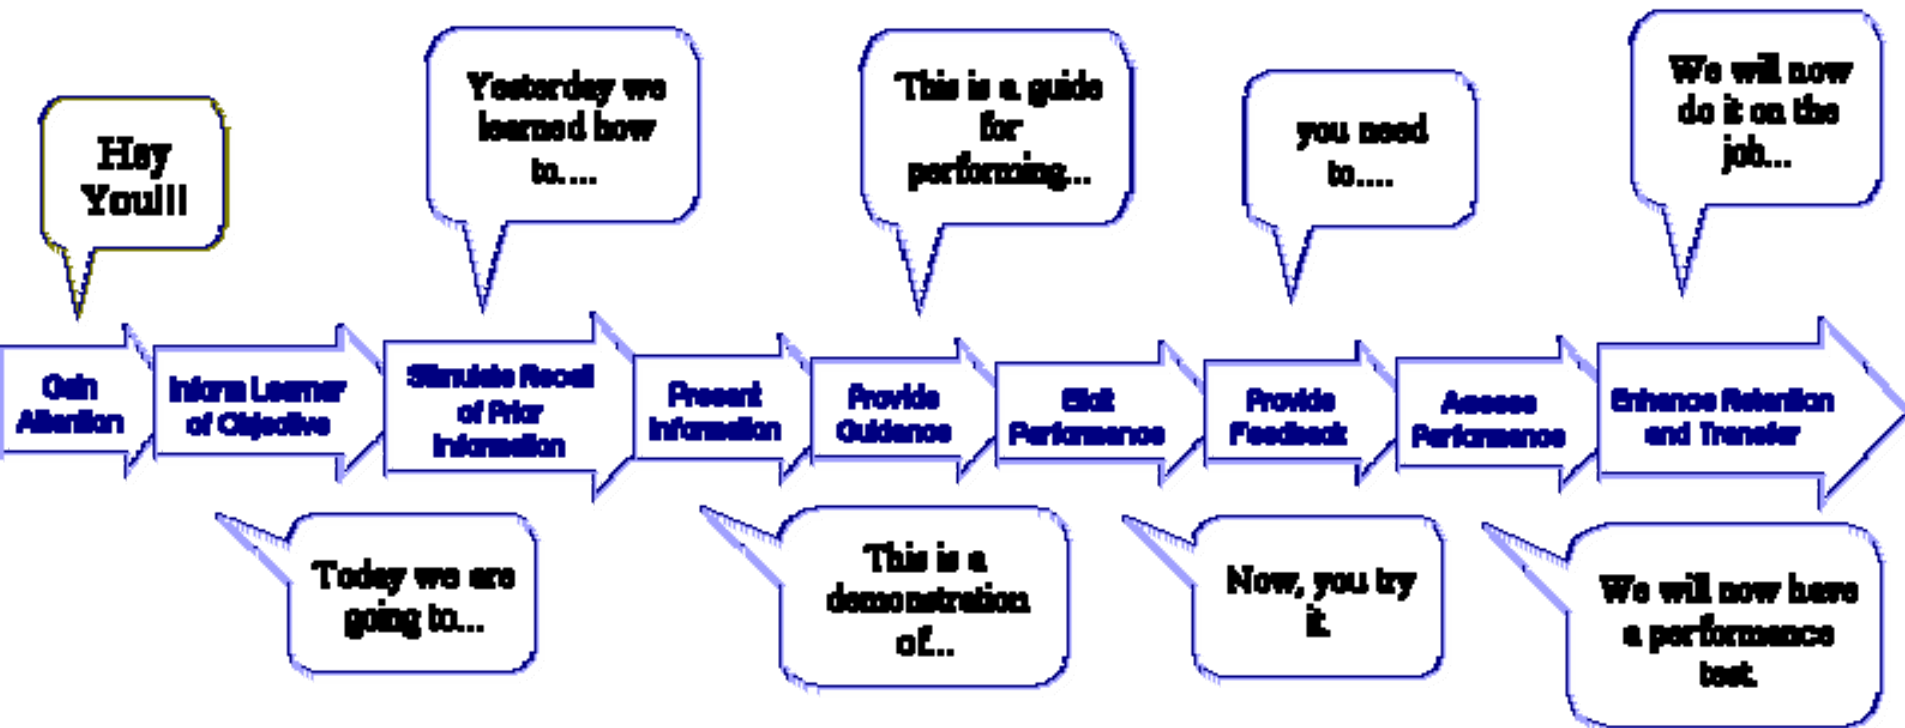 Hey
You!!!
Yesterday we
learned how
to....
This is a guide
for
performing...
you need
to....
We will now
do it on the
job...
Gain
Attention
Inform Learner
of Objective
Stimulate Recall
of Prior
Information
Present
Information
Provide
Guidance
Elicit
Performance
Provide
Feedback
Assess
Performance
Enhance Retention
and Transfer
Today we are
going to...
This is a
demonstration
of...
Now, you try
it.
We will now have
a performance
test.